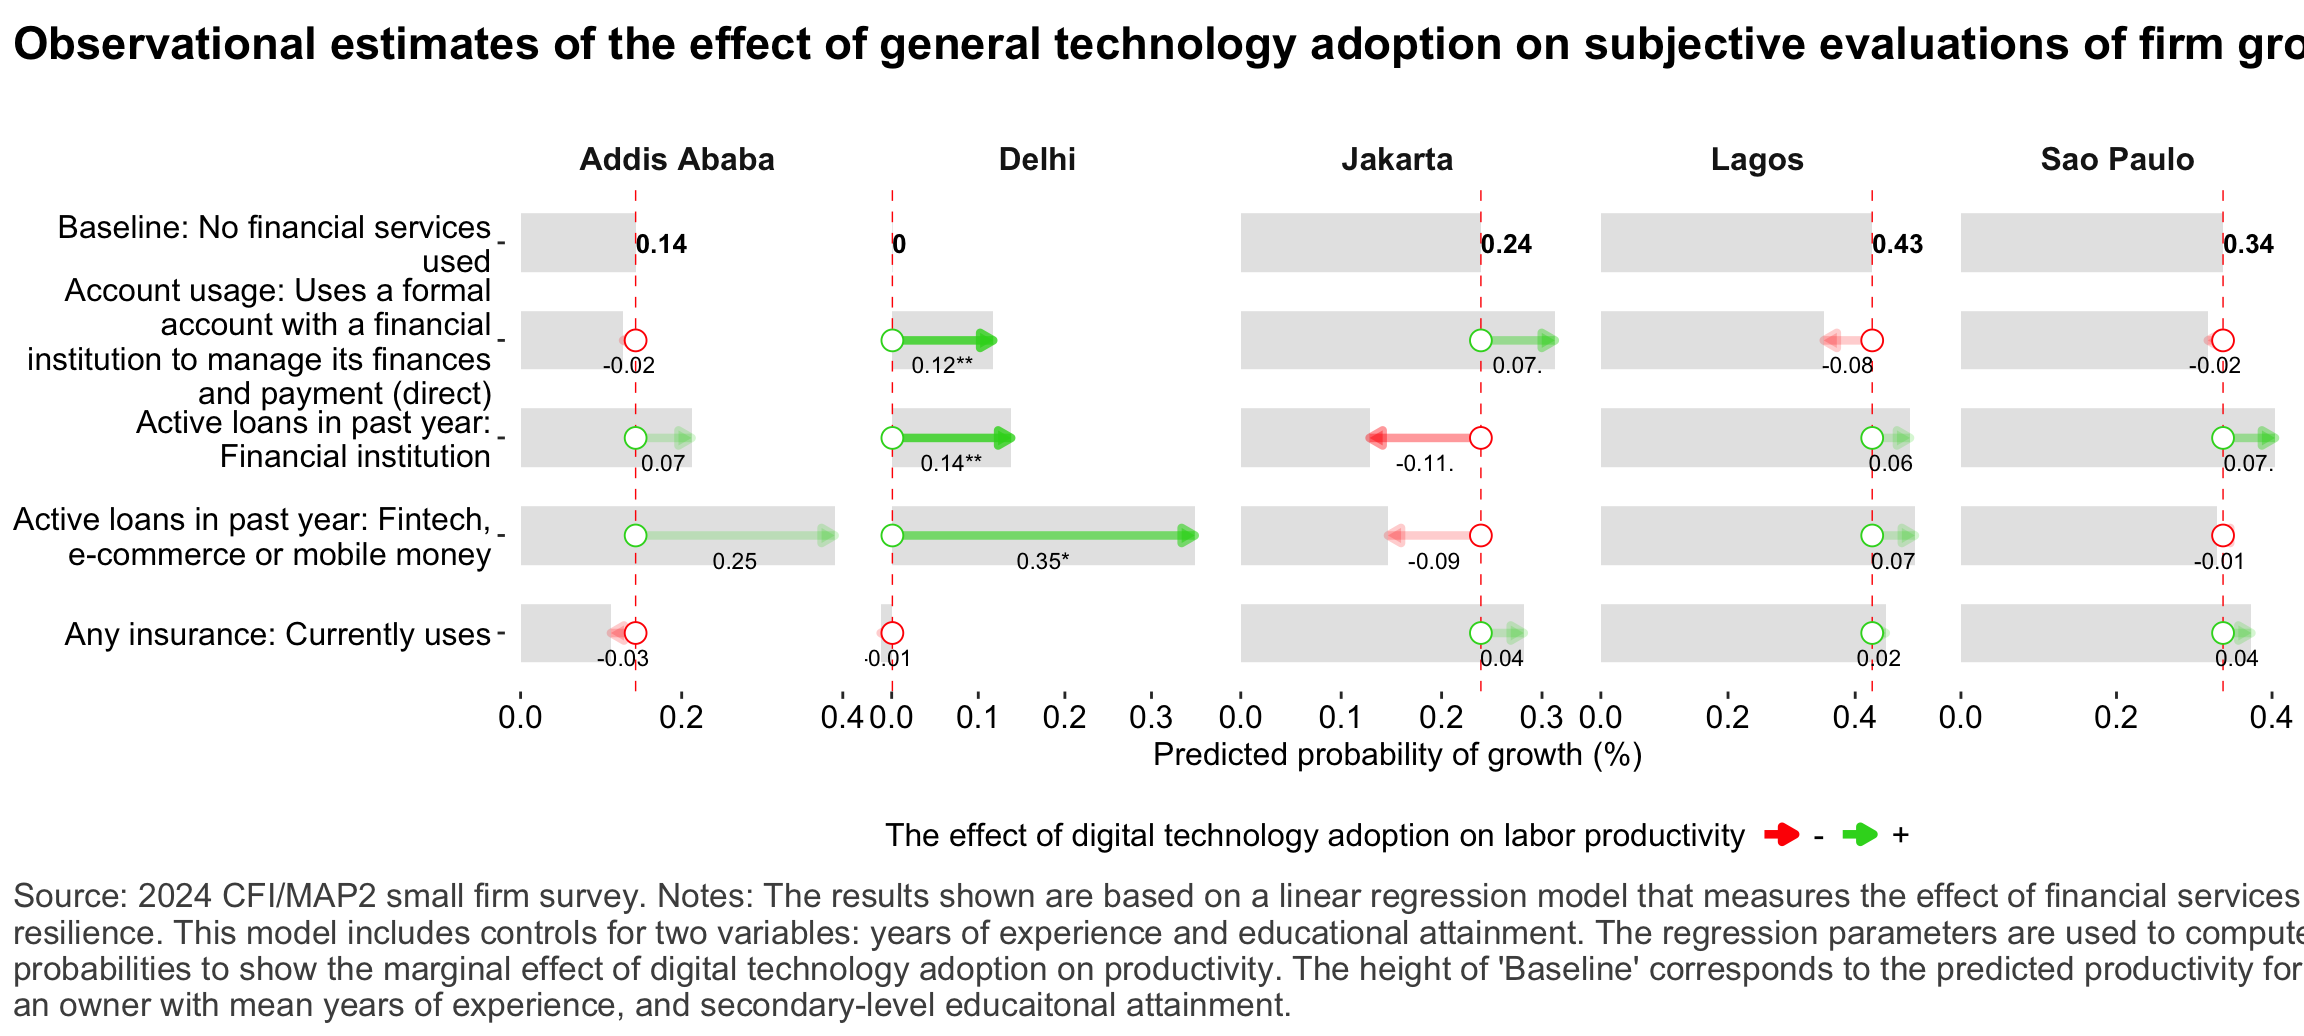 Observational estimates of the effect of general technology adoption on subjective evaluations of firm gro
Addis Ababa Delhi Jakarta Lagos Sao Paulo
Baseline: No financial services
used
0.14 0 0.24 0.43 0.34
Account usage: Uses a formal
account with a financial
institution to manage its finances
and payment (direct)
-0.02 0.12** 0.07. -0.08 -0.02
Active loans in past year:
Financial institution
0.07 0.14** -0.11. 0.06 0.07.
Active loans in past year: Fintech,
e-commerce or mobile money
0.25 0.35* -0.09 0.07 -0.01
Any insurance: Currently uses
-0.03 -0.01 0.04 0.02 0.04
0.0 0.2 0.4 0.0 0.1 0.2 0.3 0.0 0.1 0.2 0.3 0.0 0.2 0.4 0.0 0.2 0.4
Predicted probability of growth (%)
The effect of digital technology adoption on labor productivity - +
Source: 2024 CFI/MAP2 small firm survey. Notes: The results shown are based on a linear regression model that measures the effect of financial services
resilience. This model includes controls for two variables: years of experience and educational attainment. The regression parameters are used to compute
probabilities to show the marginal effect of digital technology adoption on productivity. The height of 'Baseline' corresponds to the predicted productivity for
an owner with mean years of experience, and secondary-level educaitonal attainment.